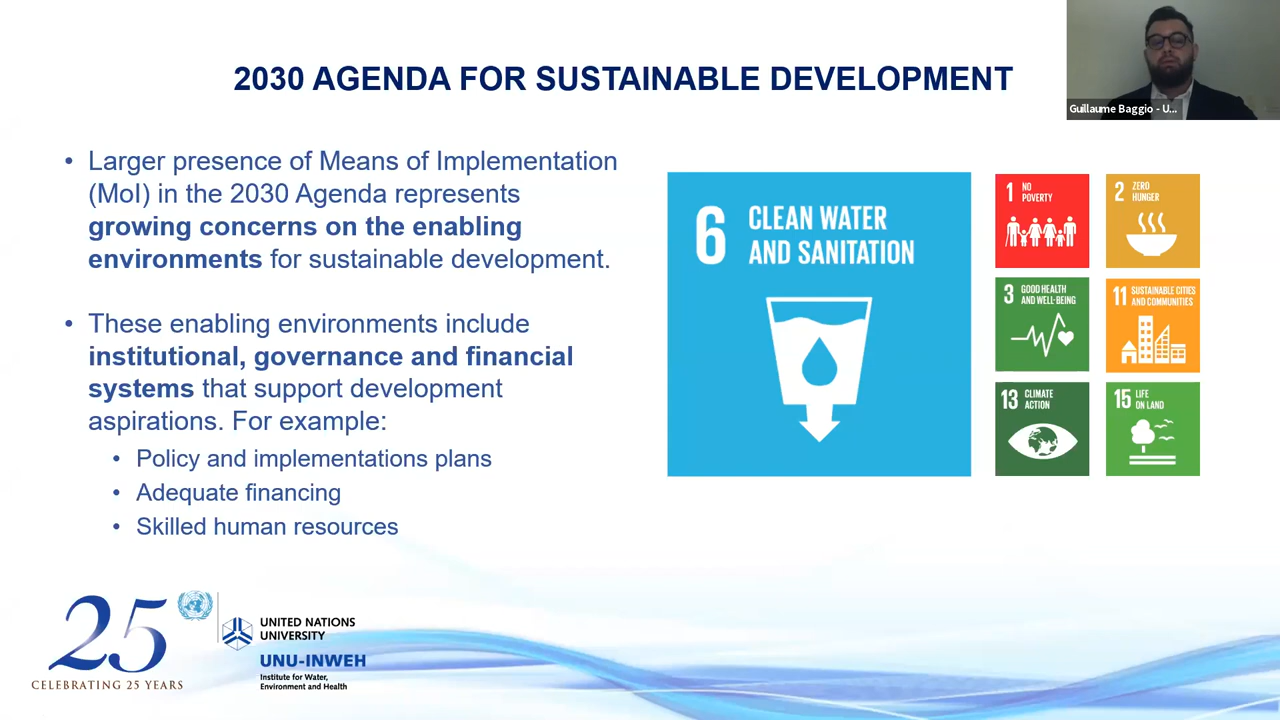 2030 AGENDA FOR SUSTAINABLE DEVELOPMENT
Guillaume Baggio - U...
• Larger presence of Means of Implementation
(MoI) in the 2030 Agenda represents
growing concerns on the enabling
environments for sustainable development.
• These enabling environments include
institutional, governance and financial
systems that support development
aspirations. For example:
• Policy and implementations plans
• Adequate financing
• Skilled human resources
6 CLEAN WATER
AND SANITATION
1 NO
POVERTY
2 ZERO
HUNGER
3 GOOD HEALTH
AND WELL-BEING
11 SUSTAINABLE CITIES
AND COMMUNITIES
13 CLIMATE
ACTION
15 LIFE
ON LAND
25
CELEBRATING 25 YEARS
UNITED NATIONS
UNIVERSITY
UNU-INWEH
Institute for Water,
Environment and Health